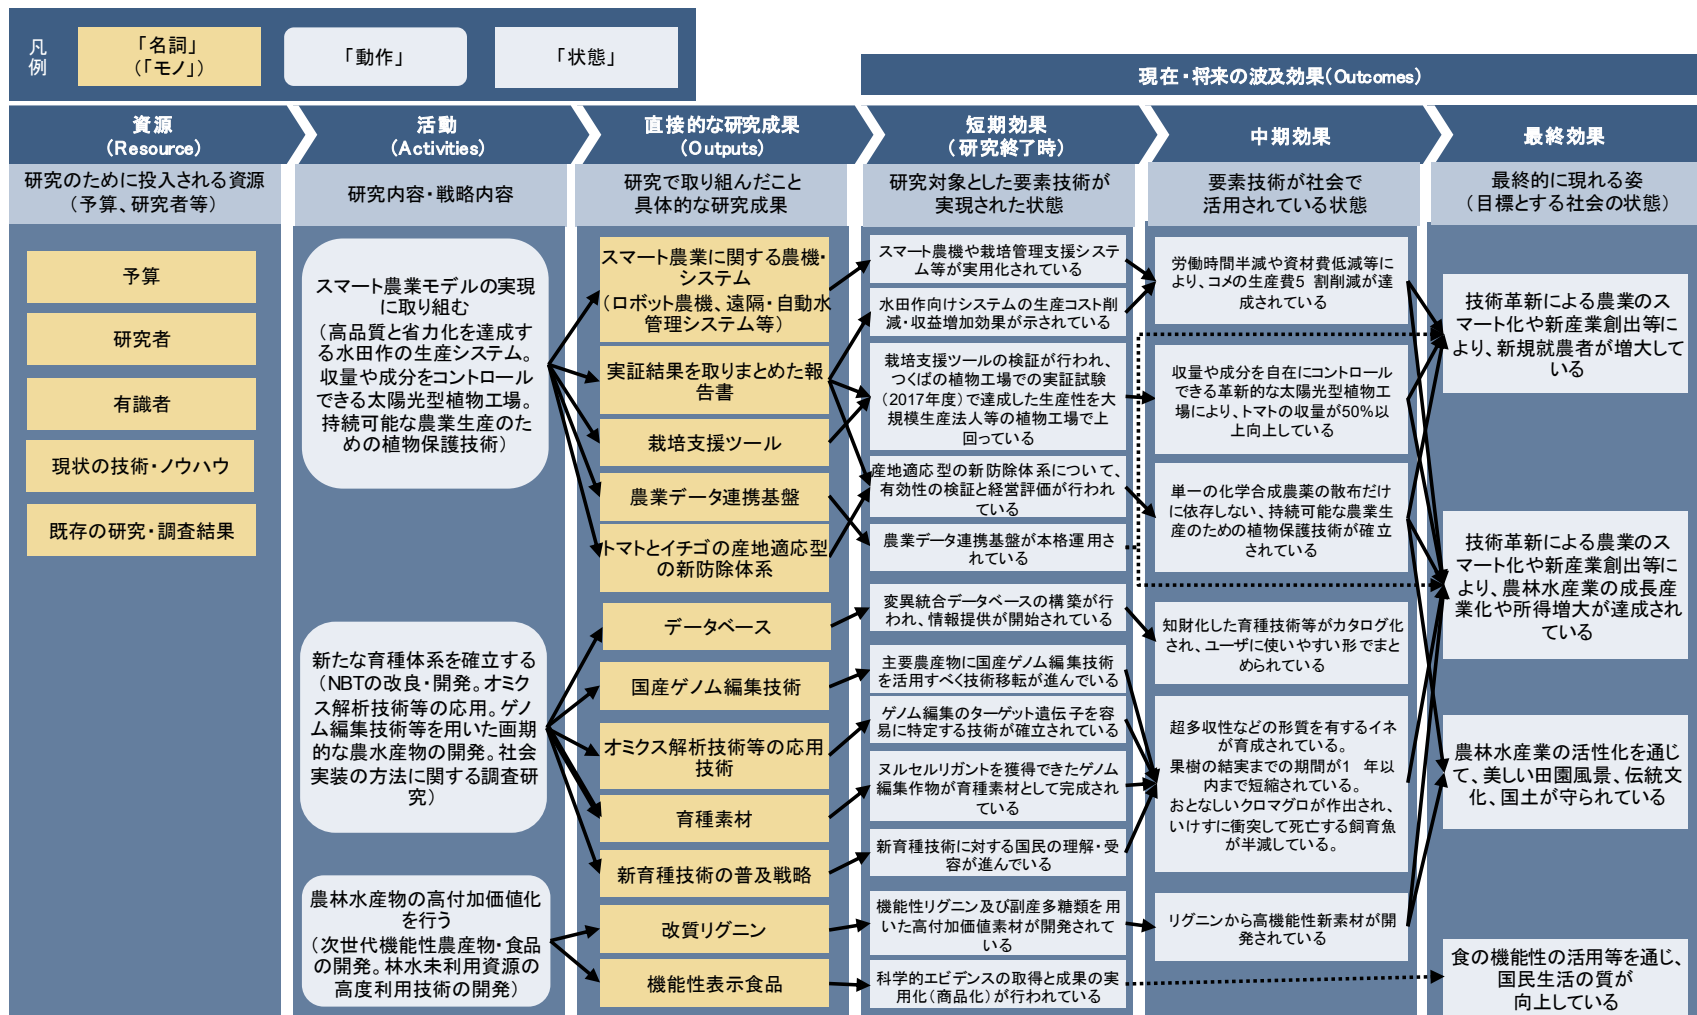 凡
例
「名詞」
(「モノ」)
「動作」
「状態」
現在・将来の波及効果(Outcomes)
資源
(Resource)
活動
(Activities)
直接的な研究成果
(Outputs)
短期効果
(研究終了時)
中期効果
最終効果
研究のために投入される資源
(予算、研究者等)
研究内容・戦略内容
研究で取り組んだこと
具体的な研究成果
研究対象とした要素技術が
実現された状態
要素技術が社会で
活用されている状態
最終的に現れる姿
(目標とする社会の状態)
予算
研究者
有識者
現状の技術・ノウハウ
既存の研究・調査結果
スマート農業モデルの実現
に取り組む
(高品質と省力化を達成す
る水田作の生産システム。
収量や成分をコントロール
できる太陽光型植物工場。
持続可能な農業生産のた
めの植物保護技術)
新たな育種体系を確立する
(NBTの改良・開発。オミク
ス解析技術等の応用。ゲノ
ム編集技術等を用いた画期
的な農水産物の開発。社会
実装の方法に関する調査研
究)
農林水産物の高付加価値化
を行う
(次世代機能性農産物・食品
の開発。林水未利用資源の
高度利用技術の開発)
スマート農業に関する農機・
システム
(ロボット農機、遠隔・自動水
管理システム等)
実証結果を取りまとめた報
告書
栽培支援ツール
農業データ連携基盤
トマトとイチゴの産地適応型
の新防除体系
データベース
国産ゲノム編集技術
オミクス解析技術等の応用
技術
育種素材
新育種技術の普及戦略
改質リグニン
機能性表示食品
スマート農機や栽培管理支援システ
ム等が実用化されている
水田作向けシステムの生産コスト削
減・収益増加効果が示されている
栽培支援ツールの検証が行われ、
つくばの植物工場での実証試験
(2017年度)で達成した生産性を大
規模生産法人等の植物工場で上
回っている
産地適応型の新防除体系について、
有効性の検証と経営評価が行われ
ている
農業データ連携基盤が本格運用さ
れている
変異統合データベースの構築が行
われ、情報提供が開始されている
主要農産物に国産ゲノム編集技術
を活用すべく技術移転が進んでいる
ゲノム編集のターゲット遺伝子を容
易に特定する技術が確立されている
ヌルセルリガントを獲得できたゲノム
編集作物が育種素材として完成され
ている
新育種技術に対する国民の理解・受
容が進んでいる
機能性リグニン及び副産多糖類を用
いた高付加価値素材が開発されて
いる
科学的エビデンスの取得と成果の実
用化(商品化)が行われている
労働時間半減や資材費低減等に
より、コメの生産費5 割削減が達
成されている
収量や成分を自在にコントロール
できる革新的な太陽光型植物工
場により、トマトの収量が50%以
上向上している
単一の化学合成農薬の散布だけ
に依存しない、持続可能な農業生
産のための植物保護技術が確立
されている
知財化した育種技術等がカタログ化
され、ユーザに使いやすい形でまと
められている
超多収性などの形質を有するイネ
が育成されている。
果樹の結実までの期間が1 年以
内まで短縮されている。
おとなしいクロマグロが作出され、
いけすに衝突して死亡する飼育魚
が半減している。
リグニンから高機能性新素材が開
発されている
技術革新による農業のス
マート化や新産業創出等に
より、新規就農者が増大して
いる
技術革新による農業のス
マート化や新産業創出等に
より、農林水産業の成長産
業化や所得増大が達成され
ている
農林水産業の活性化を通じ
て、美しい田園風景、伝統文
化、国土が守られている
食の機能性の活用等を通じ、
国民生活の質が
向上している